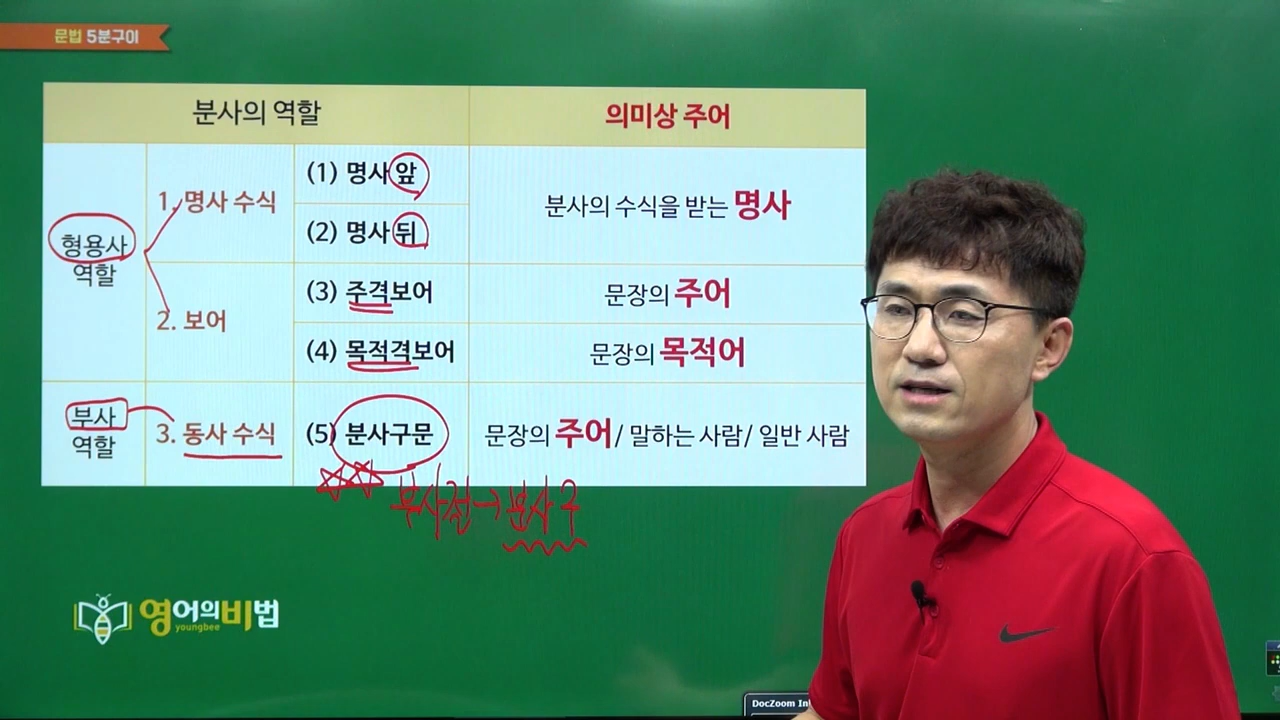 문법 5분구이
분사의 역할 의미상 주어
형용사 역할 1. 명사 수식 (1) 명사 앞 분사의 수식을 받는 명사
(2) 명사 뒤
2. 보어 (3) 주격보어 문장의 주어
(4) 목적격보어 문장의 목적어
부사 역할 3. 동사 수식 (5) 분사구문 문장의 주어/ 말하는 사람/ 일반 사람
부사절→분사구
영어의비법
youngbee
DocZoom